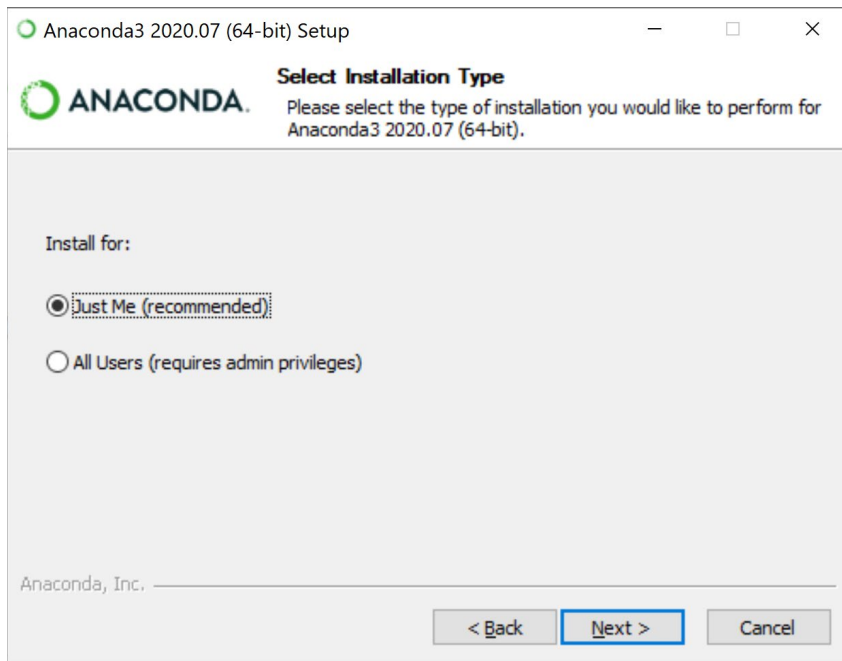 Anaconda3 2020.07 (64-bit) Setup
ANACONDA.
Select Installation Type
Please select the type of installation you would like to perform for
Anaconda3 2020.07 (64-bit).
Install for:
Just Me (recommended)
All Users (requires admin privileges)
Anaconda, Inc.
< Back
Next >
Cancel